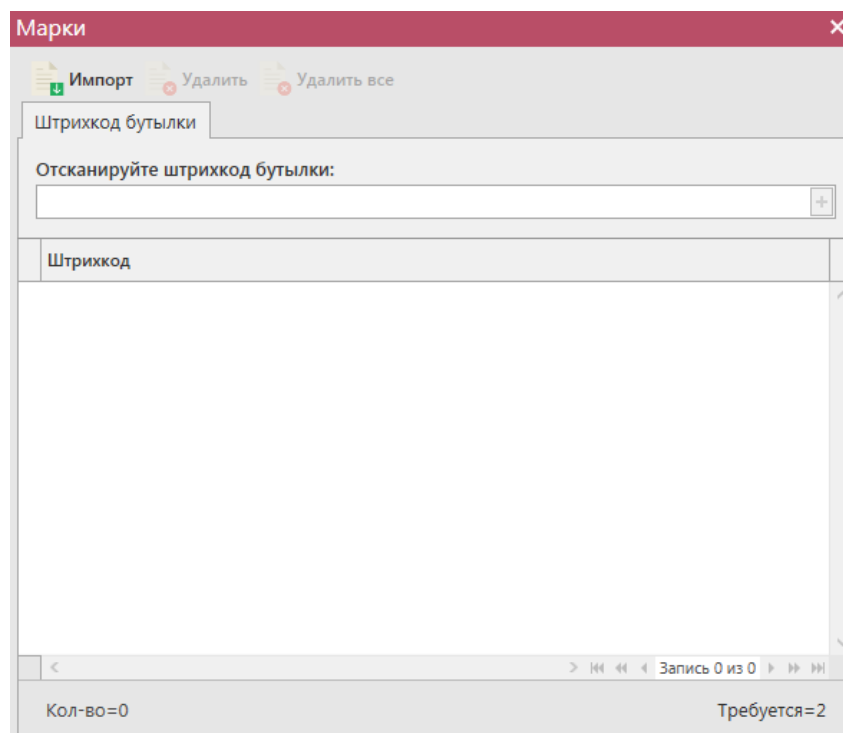 Марки
Импорт Удалить Удалить все
Штрихкод бутылки
Отсканируйте штрихкод бутылки:
Штрихкод
Запись 0 из 0
Кол-во=0 Требуется=2